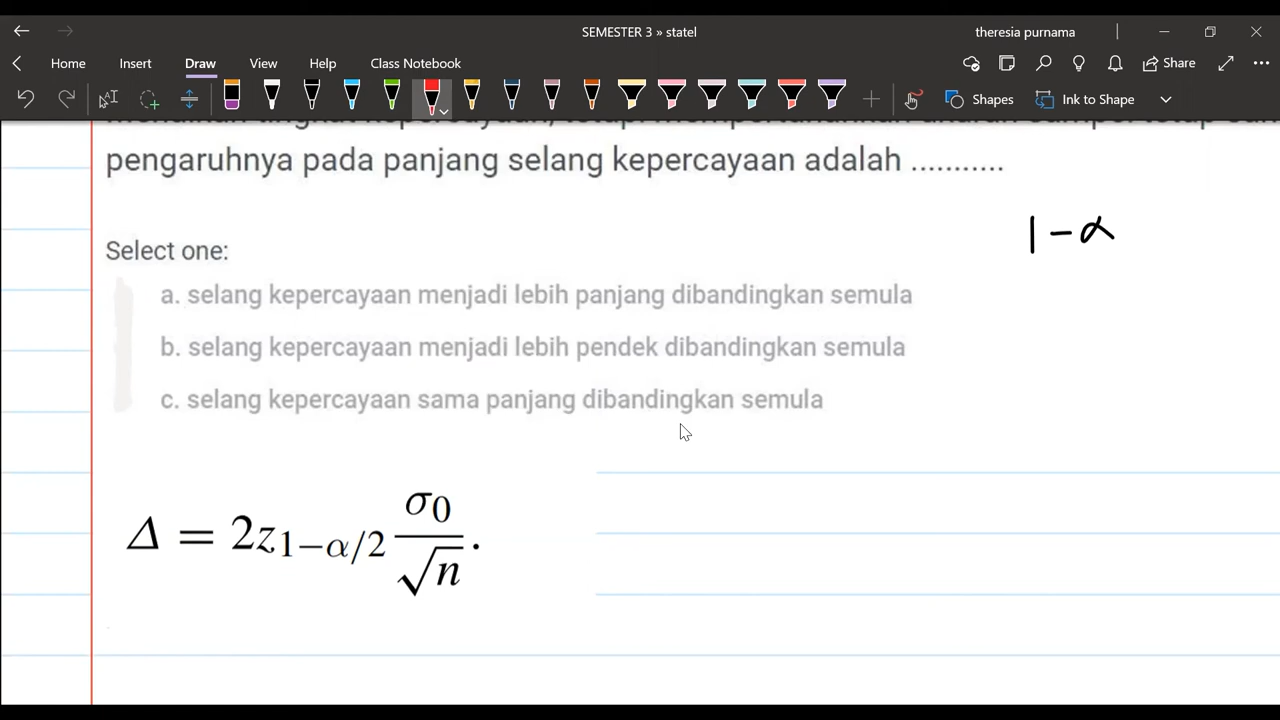 SEMESTER 3 » statel
theresia purnama
Home Insert Draw View Help Class Notebook
Share
Shapes
Ink to Shape
pengaruhnya pada panjang selang kepercayaan adalah ...........
1 - α
Select one:
a. selang kepercayaan menjadi lebih panjang dibandingkan semula
b. selang kepercayaan menjadi lebih pendek dibandingkan semula
c. selang kepercayaan sama panjang dibandingkan semula
Δ = 2z₁₋α/₂ σ₀/√n.